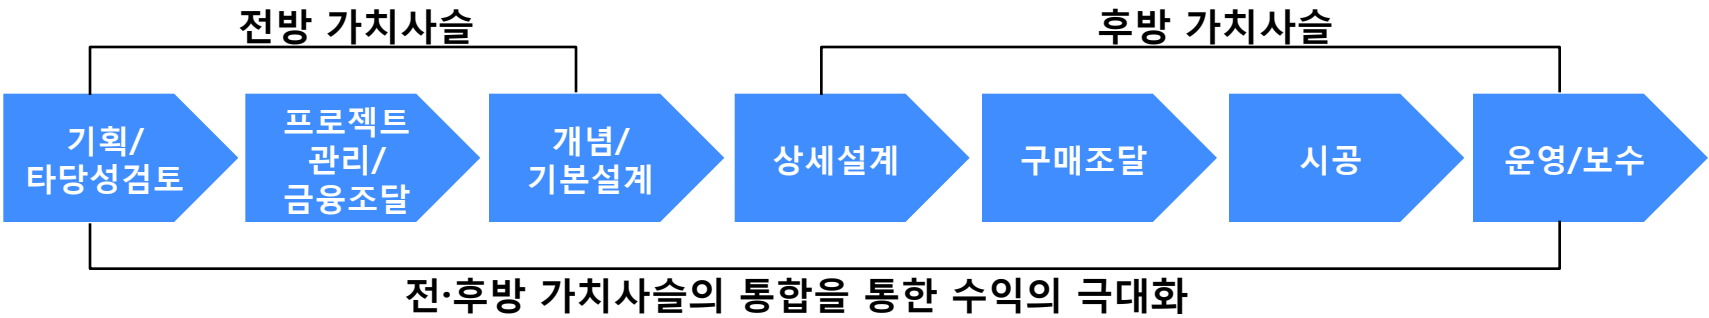 전방 가치사슬
후방 가치사슬
기획/
타당성검토
프로젝트
관리/
금융조달
개념/
기본설계
상세설계
구매조달
시공
운영/보수
전·후방 가치사슬의 통합을 통한 수익의 극대화